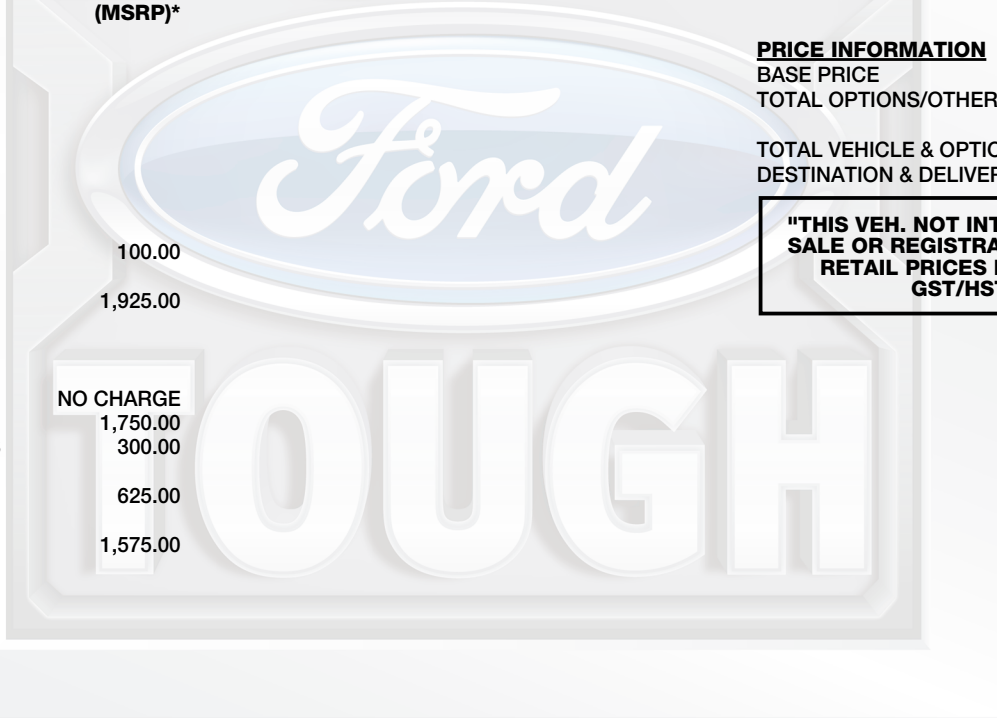 (MSRP)*
100.00
1,925.00
NO CHARGE
1,750.00
300.00
625.00
1,575.00
PRICE INFORMATION
BASE PRICE
TOTAL OPTIONS/OTHER
TOTAL VEHICLE & OPTIO
DESTINATION & DELIVER
"THIS VEH. NOT INT
SALE OR REGISTRA
RETAIL PRICES
GST/HST
Ford
TOUGH